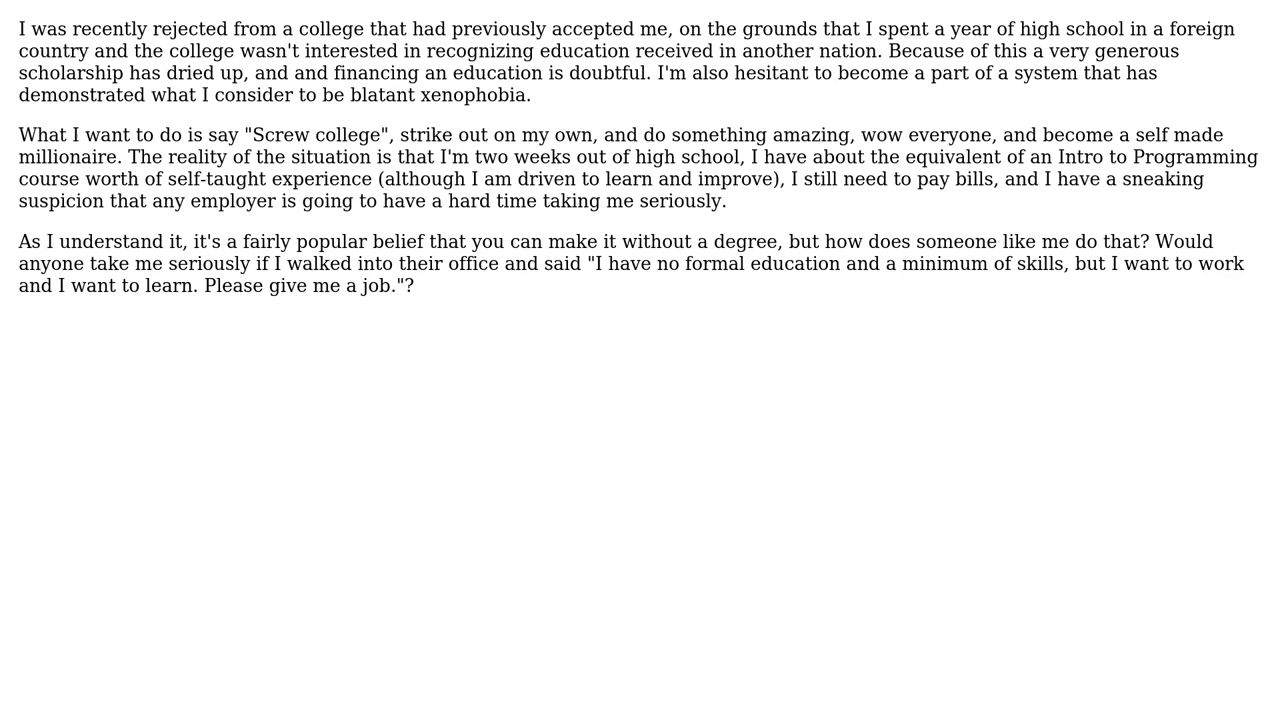 I was recently rejected from a college that had previously accepted me, on the grounds that I spent a year of high school in a foreign
country and the college wasn't interested in recognizing education received in another nation. Because of this a very generous
scholarship has dried up, and and financing an education is doubtful. I'm also hesitant to become a part of a system that has
demonstrated what I consider to be blatant xenophobia.
What I want to do is say "Screw college", strike out on my own, and do something amazing, wow everyone, and become a self made
millionaire. The reality of the situation is that I'm two weeks out of high school, I have about the equivalent of an Intro to Programming
course worth of self-taught experience (although I am driven to learn and improve), I still need to pay bills, and I have a sneaking
suspicion that any employer is going to have a hard time taking me seriously.
As I understand it, it's a fairly popular belief that you can make it without a degree, but how does someone like me do that? Would
anyone take me seriously if I walked into their office and said "I have no formal education and a minimum of skills, but I want to work
and I want to learn. Please give me a job."?